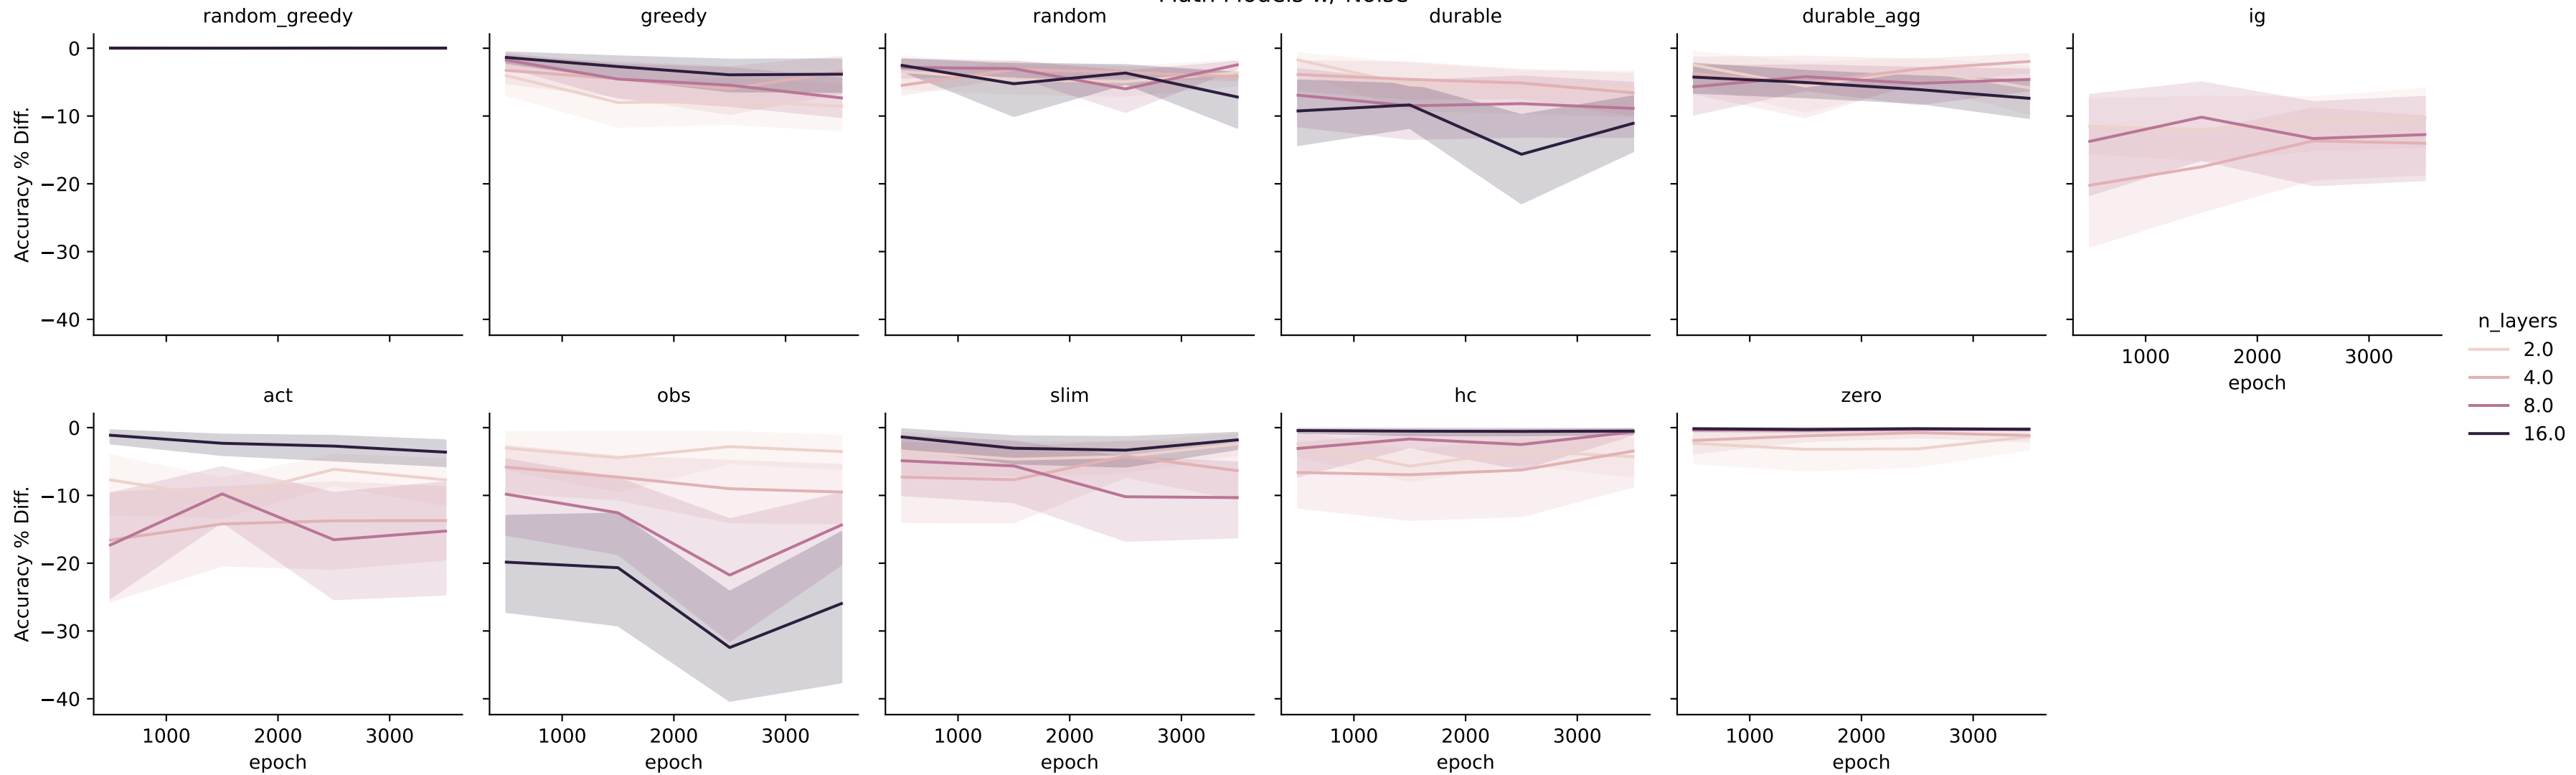 random_greedy greedy random durable durable_agg ig
Accuracy % Diff.
0
−10
−20
−30
−40
1000 2000 3000
epoch
n_layers
2.0
4.0
8.0
16.0
act obs slim hc zero
Accuracy % Diff.
0
−10
−20
−30
−40
1000 2000 3000 1000 2000 3000 1000 2000 3000 1000 2000 3000 1000 2000 3000
epoch epoch epoch epoch epoch